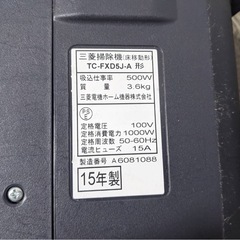 三菱掃除機(床移動形)
TC-FXD5J-A 形
吸込仕事率 500W
質量 3.6kg
三菱電機ホーム機器株式会社
PS
E
定格電圧 100V
定格消費電力 1000W
定格周波数 50-60Hz
電流ヒューズ 15A
製造番号 A6081088
15年製